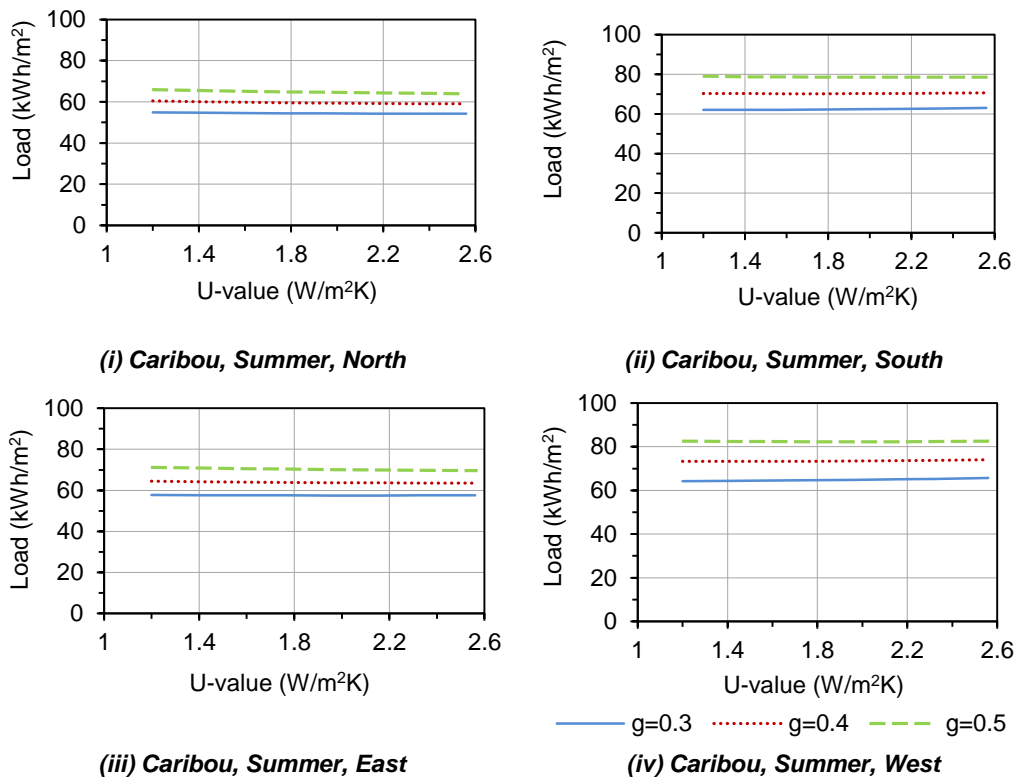 100
80
60
40
20
0
Load (kWh/m²)
1 1.4 1.8 2.2 2.6
U-value (W/m²K)
(i) Caribou, Summer, North
100
80
60
40
20
0
Load (kWh/m²)
1 1.4 1.8 2.2 2.6
U-value (W/m²K)
(ii) Caribou, Summer, South
100
80
60
40
20
0
Load (kWh/m²)
1 1.4 1.8 2.2 2.6
U-value (W/m²K)
(iii) Caribou, Summer, East
100
80
60
40
20
0
Load (kWh/m²)
1 1.4 1.8 2.2 2.6
U-value (W/m²K)
g=0.3 g=0.4 g=0.5
(iv) Caribou, Summer, West